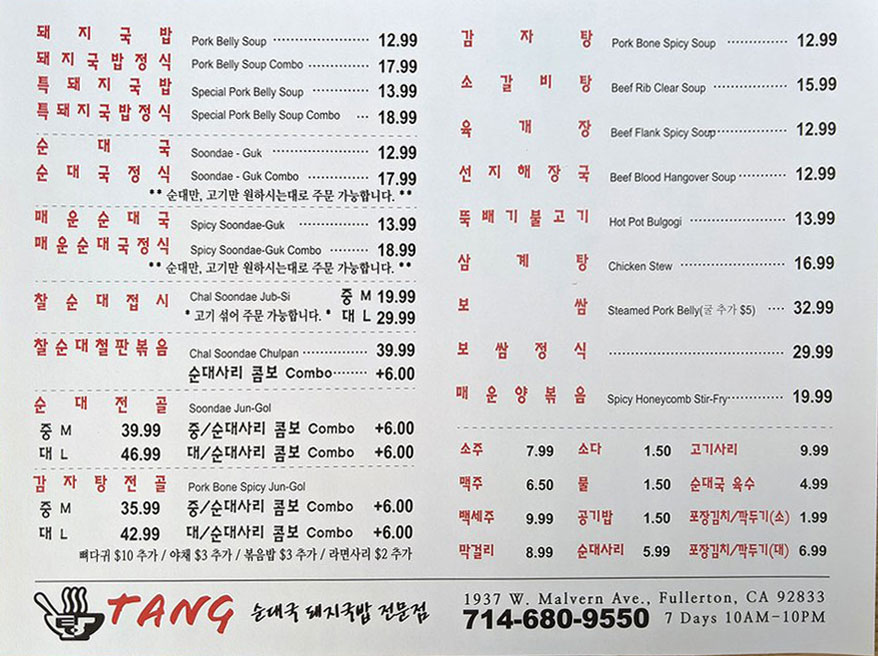 돼지국밥 Pork Belly Soup 12.99
돼지국밥정식 Pork Belly Soup Combo 17.99
특돼지국밥 Special Pork Belly Soup 13.99
특돼지국밥정식 Special Pork Belly Soup Combo 18.99
순대국 Soondae - Guk 12.99
순대국정식 Soondae - Guk Combo 17.99
** 순대만, 고기만 원하시는대로 주문 가능합니다. **
매운순대국 Spicy Soondae-Guk 13.99
매운순대국정식 Spicy Soondae-Guk Combo 18.99
** 순대만, 고기만 원하시는대로 주문 가능합니다. **
찰순대접시 Chal Soondae Jub-Si 중 M 19.99
* 고기 섞어 주문 가능합니다. * 대 L 29.99
찰순대철판볶음 Chal Soondae Chulpan 39.99
순대사리 콤보 Combo +6.00
순대전골 Soondae Jun-Gol
중 M 39.99 중/순대사리 콤보 Combo +6.00
대 L 46.99 대/순대사리 콤보 Combo +6.00
감자탕전골 Pork Bone Spicy Jun-Gol
중 M 35.99 중/순대사리 콤보 Combo +6.00
대 L 42.99 대/순대사리 콤보 Combo +6.00
뼈다귀 $10 추가 / 야채 $3 추가 / 볶음밥 $3 추가 / 라면사리 $2 추가
감자탕 Pork Bone Spicy Soup 12.99
소갈비탕 Beef Rib Clear Soup 15.99
육개장 Beef Flank Spicy Soup 12.99
선지해장국 Beef Blood Hangover Soup 12.99
뚝배기불고기 Hot Pot Bulgogi 13.99
삼계탕 Chicken Stew 16.99
보쌈 Steamed Pork Belly(굴 추가 $5) 32.99
보쌈정식 29.99
매운양볶음 Spicy Honeycomb Stir-Fry 19.99
소주 7.99 소다 1.50 고기사리 9.99
맥주 6.50 물 1.50 순대국 육수 4.99
백세주 9.99 공기밥 1.50 포장김치/깍두기(소) 1.99
막걸리 8.99 순대사리 5.99 포장김치/깍두기(대) 6.99
탕 TANG 순대국 돼지국밥 전문점
1937 W. Malvern Ave., Fullerton, CA 92833
714-680-9550 7 Days 10AM-10PM